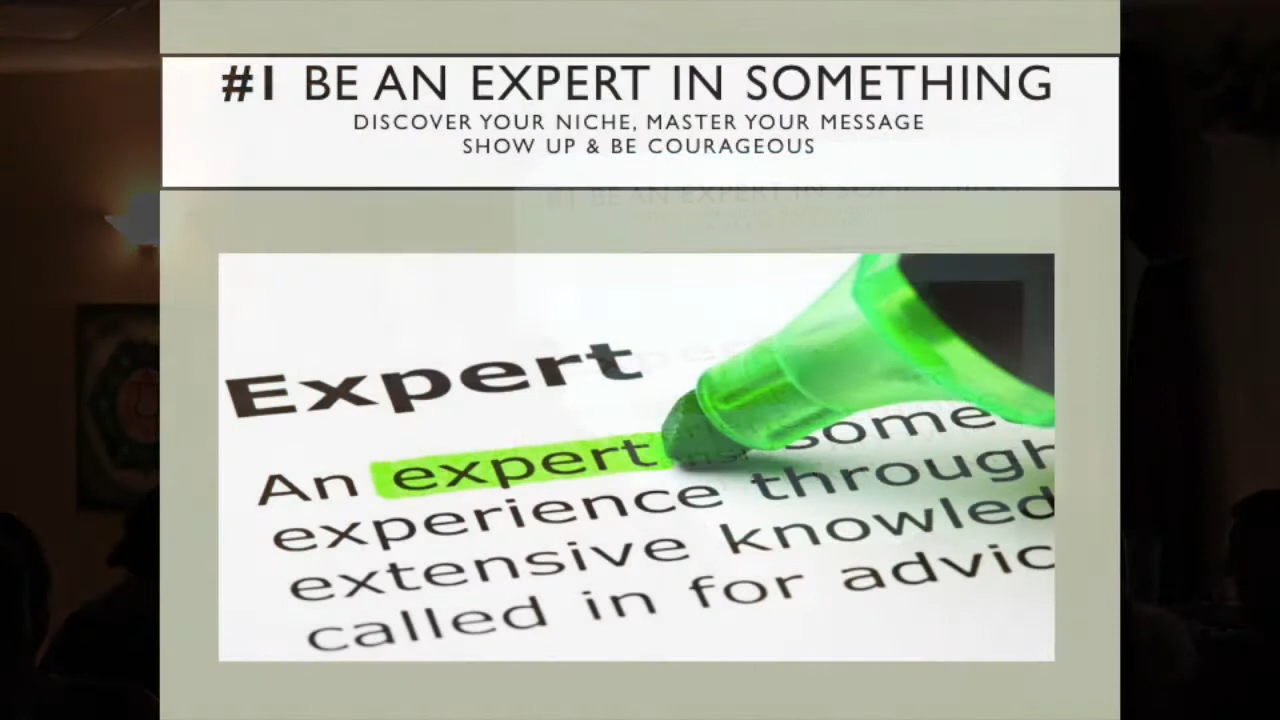 #1 BE AN EXPERT IN SOMETHING
DISCOVER YOUR NICHE, MASTER YOUR MESSAGE
SHOW UP & BE COURAGEOUS
Expert
An expert some
experience through
extensive knowled
called in for advic